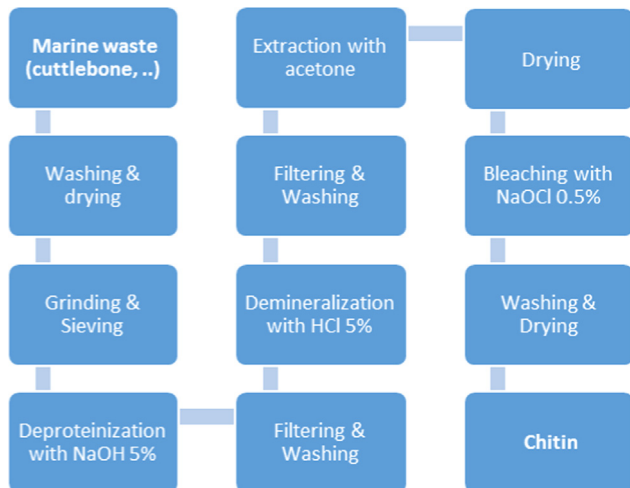 Marine waste
(cuttlebone, ..)
Washing &
drying
Grinding &
Sieving
Deproteinization
with NaOH 5%
Filtering &
Washing
Demineralization
with HCl 5%
Filtering &
Washing
Extraction with
acetone
Drying
Bleaching with
NaOCl 0.5%
Washing &
Drying
Chitin